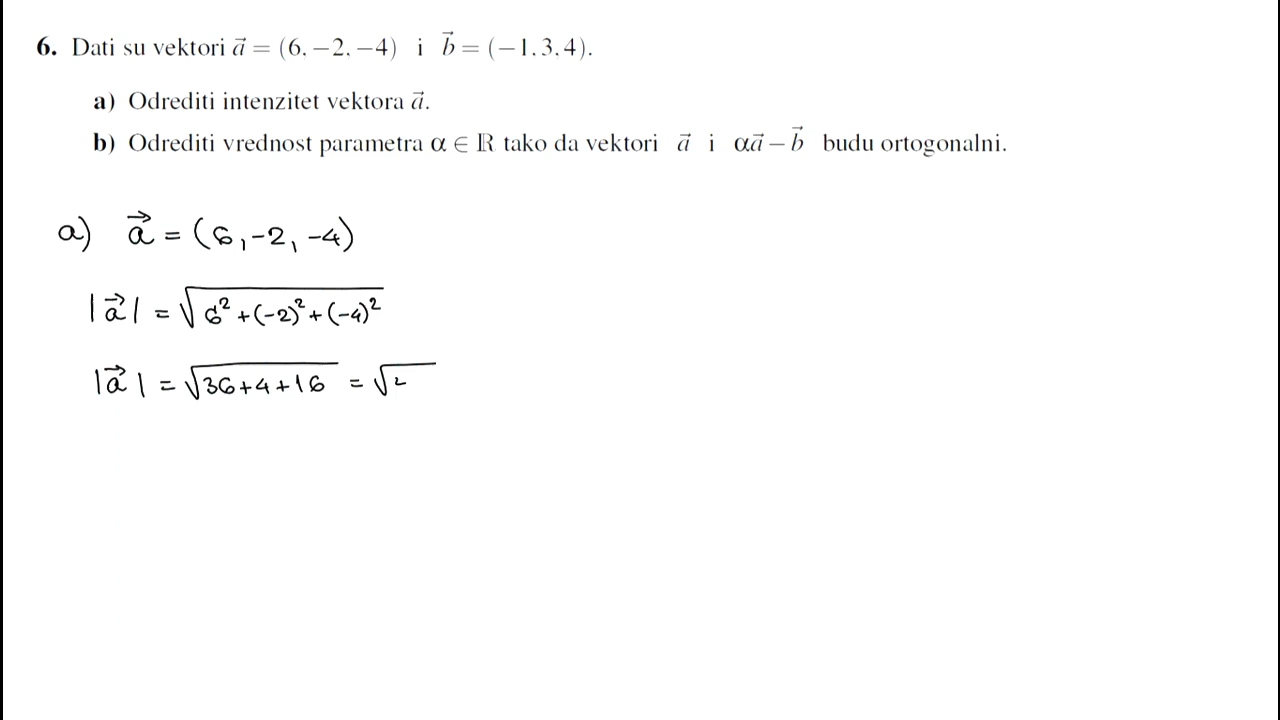 6. Dati su vektori a⃗ = (6, −2, −4) i b⃗ = (−1, 3, 4).
a) Odrediti intenzitet vektora a⃗.
b) Odrediti vrednost parametra α ∈ ℝ tako da vektori a⃗ i αa⃗ − b⃗ budu ortogonalni.
a) a⃗ = (6, -2, -4)
|a⃗| = √(6² + (-2)² + (-4)²)
|a⃗| = √(36+4+16) = √